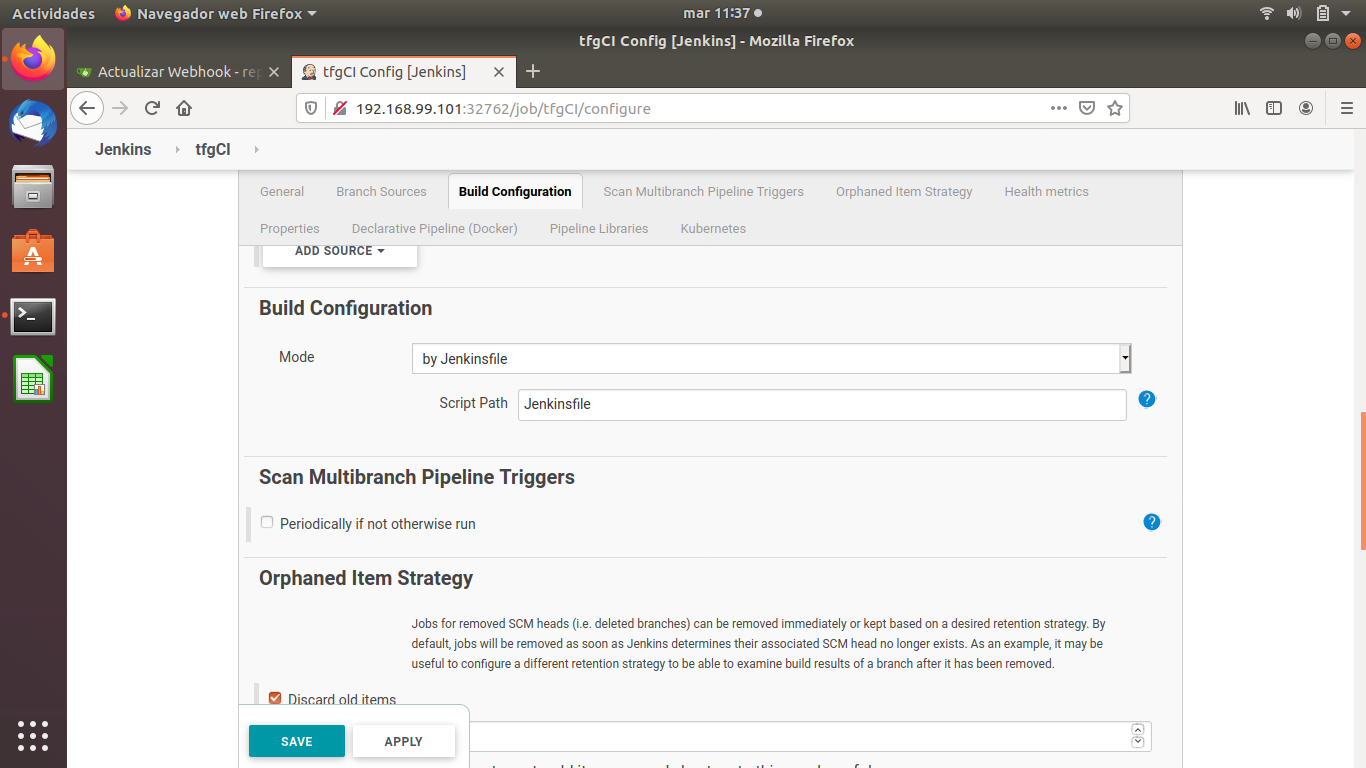 Actividades Navegador web Firefox mar 11:37
tfgCI Config [Jenkins] - Mozilla Firefox
Actualizar Webhook - rep tfgCI Config [Jenkins]
192.168.99.101:32762/job/tfgCI/configure
Jenkins tfgCI
General Branch Sources Build Configuration Scan Multibranch Pipeline Triggers Orphaned Item Strategy Health metrics
Properties Declarative Pipeline (Docker) Pipeline Libraries Kubernetes
ADD SOURCE
Build Configuration
Mode by Jenkinsfile
Script Path Jenkinsfile
Scan Multibranch Pipeline Triggers
Periodically if not otherwise run
Orphaned Item Strategy
Jobs for removed SCM heads (i.e. deleted branches) can be removed immediately or kept based on a desired retention strategy. By
default, jobs will be removed as soon as Jenkins determines their associated SCM head no longer exists. As an example, it may be
useful to configure a different retention strategy to be able to examine build results of a branch after it has been removed.
Discard old items
SAVE APPLY